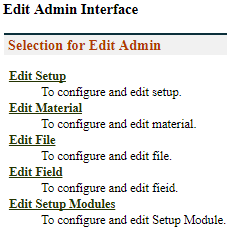 Edit Admin Interface
Selection for Edit Admin
Edit Setup
To configure and edit setup.
Edit Material
To configure and edit material.
Edit File
To configure and edit file.
Edit Field
To configure and edit fieid.
Edit Setup Modules
To configure and edit Setup Module.